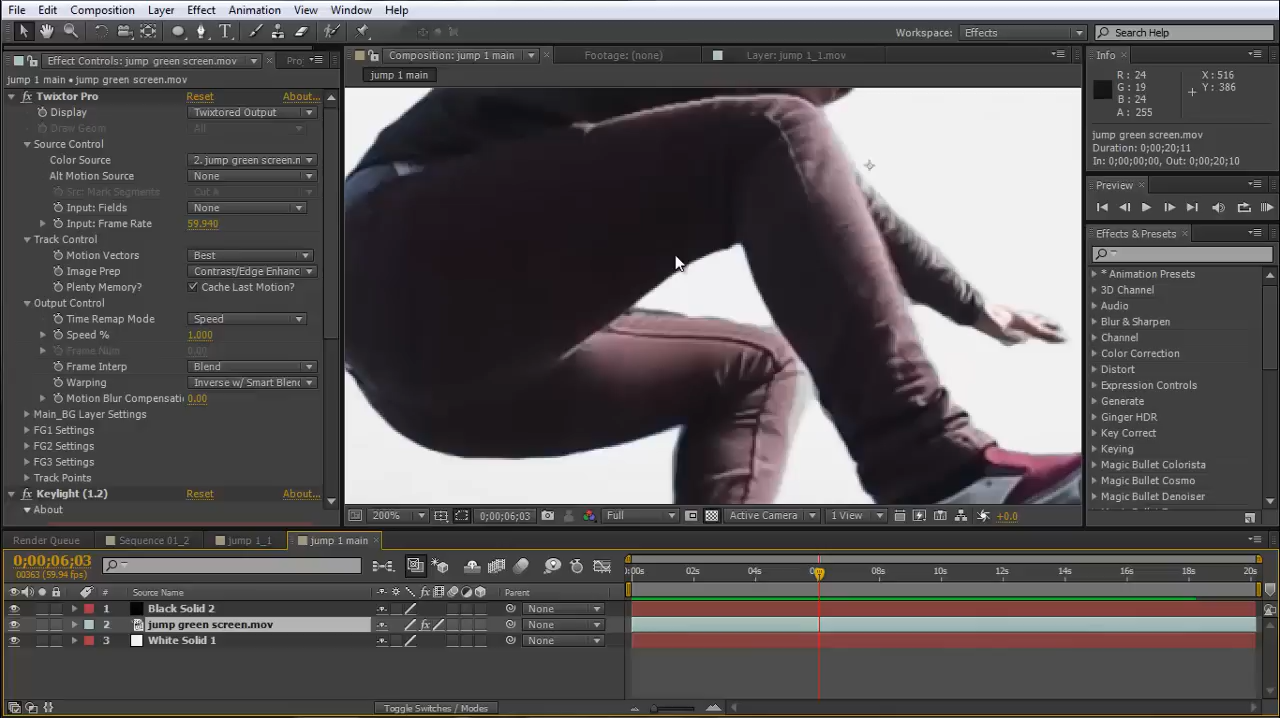 File Edit Composition Layer Effect Animation View Window Help
Workspace: Effects Search Help
Effect Controls: jump green screen.mov Pro
jump 1 main • jump green screen.mov
Twixtor Pro Reset About...
Display Twixtored Output
Draw Geom All
Source Control
Color Source 2. jump green screen.n
Alt Motion Source None
Src: Mark Segments Cut A
Input: Fields None
Input: Frame Rate 59.940
Track Control
Motion Vectors Best
Image Prep Contrast/Edge Enhanc
Plenty Memory? Cache Last Motion?
Output Control
Time Remap Mode Speed
Speed % 1.000
Frame Num 0.00
Frame Interp Blend
Warping Inverse w/ Smart Blenc
Motion Blur Compensati 0.00
Main_BG Layer Settings
FG1 Settings
FG2 Settings
FG3 Settings
Track Points
Keylight (1.2) Reset About...
About
Composition: jump 1 main Footage: (none) Layer: jump 1_1.mov
jump 1 main
200% 0;00;06;03 Full Active Camera 1 View +0.0
Info
R: 24 X: 516
G: 19 Y: 386
B: 24
A: 255
jump green screen.mov
Duration: 0;00;20;11
In: 0;00;00;00, Out: 0;00;20;10
Preview
Effects & Presets
* Animation Presets
3D Channel
Audio
Blur & Sharpen
Channel
Color Correction
Distort
Expression Controls
Generate
Ginger HDR
Key Correct
Keying
Magic Bullet Colorista
Magic Bullet Cosmo
Magic Bullet Denoiser
Render Queue Sequence 01_2 jump 1_1 jump 1 main
0;00;06;03
00363 (59.94 fps)
:00s 02s 04s 08s 10s 12s 14s 16s 18s 20s
# Source Name Parent
1 Black Solid 2 None
2 jump green screen.mov None
3 White Solid 1 None
Toggle Switches / Modes